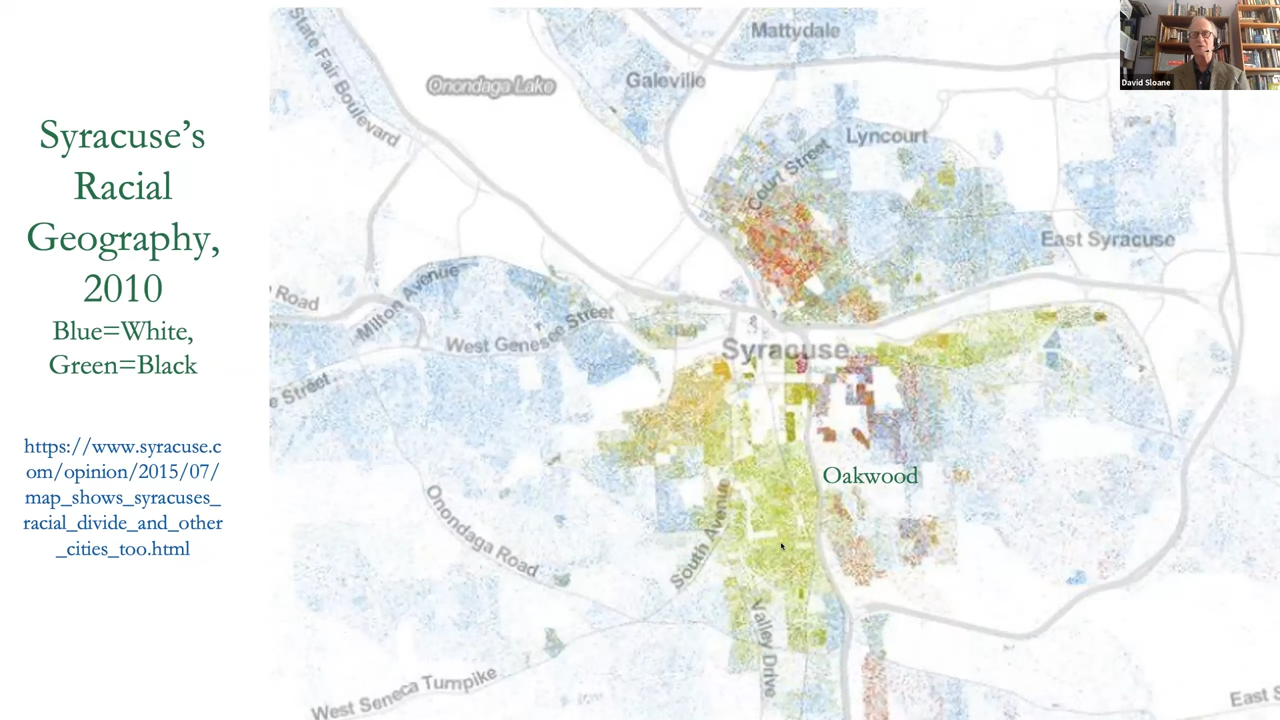 Syracuse's
Racial
Geography,
2010
Blue=White,
Green=Black
https://www.syracuse.c
om/opinion/2015/07/
map_shows_syracuses_
racial_divide_and_other
_cities_too.html
State Fair Boulevard
Onondaga Lake
Mattydale
Galeville
Court Street
Lyncourt
East Syracuse
Road
Milton Avenue
West Genesee Street
Syracuse
e Street
Oakwood
Onondaga Road
South Avenue
Valley Drive
West Seneca Turnpike
East S
David Sloane